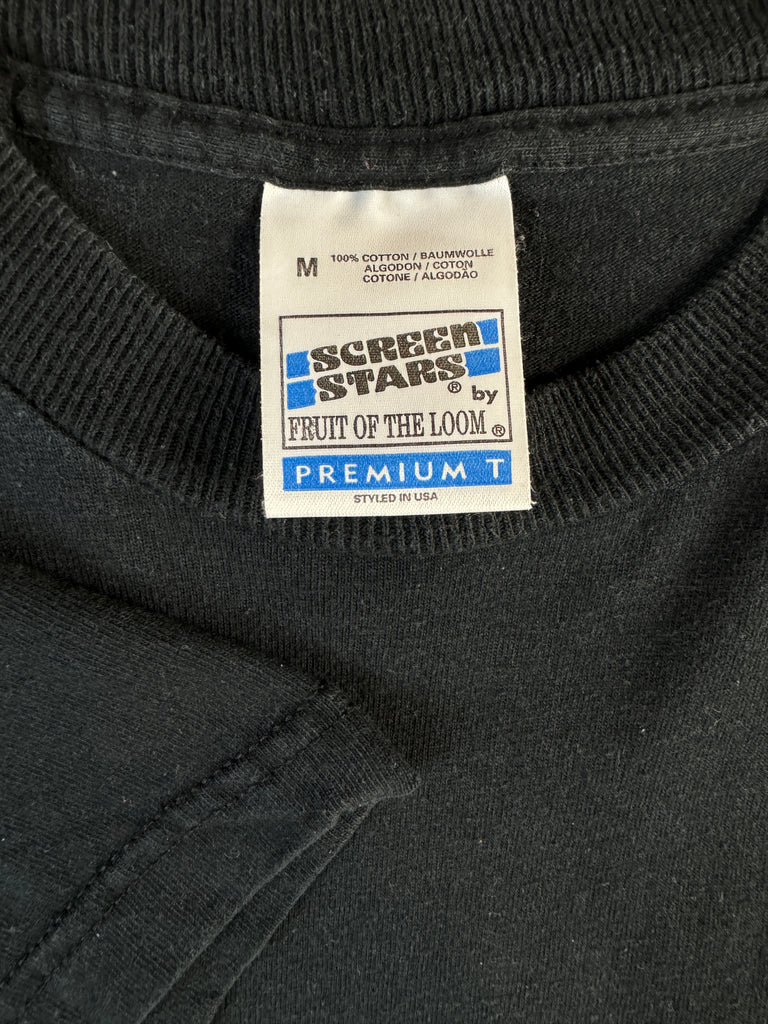 M
100% COTTON / BAUMWOLLE
ALGODON / COTON
COTONE / ALGODÃO
SCREEN
STARS® by
FRUIT OF THE LOOM®
PREMIUM T
STYLED IN USA